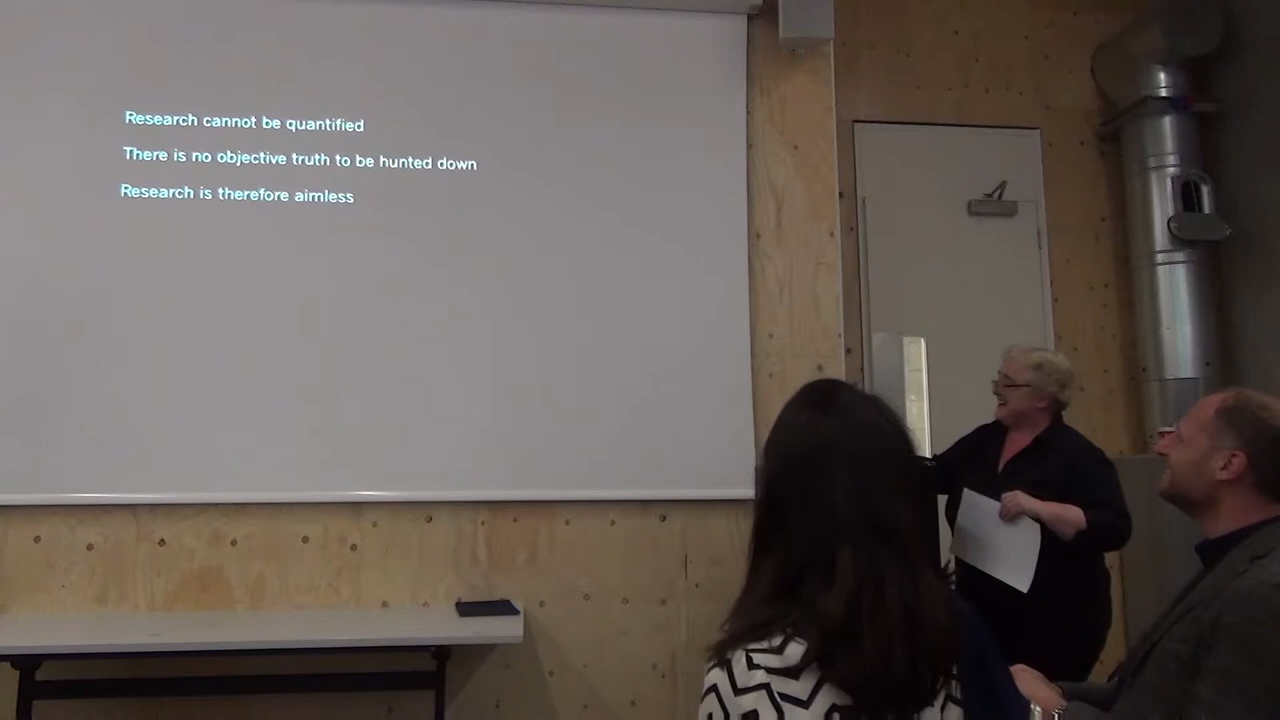 Research cannot be quantified
There is no objective truth to be hunted down
Research is therefore aimless